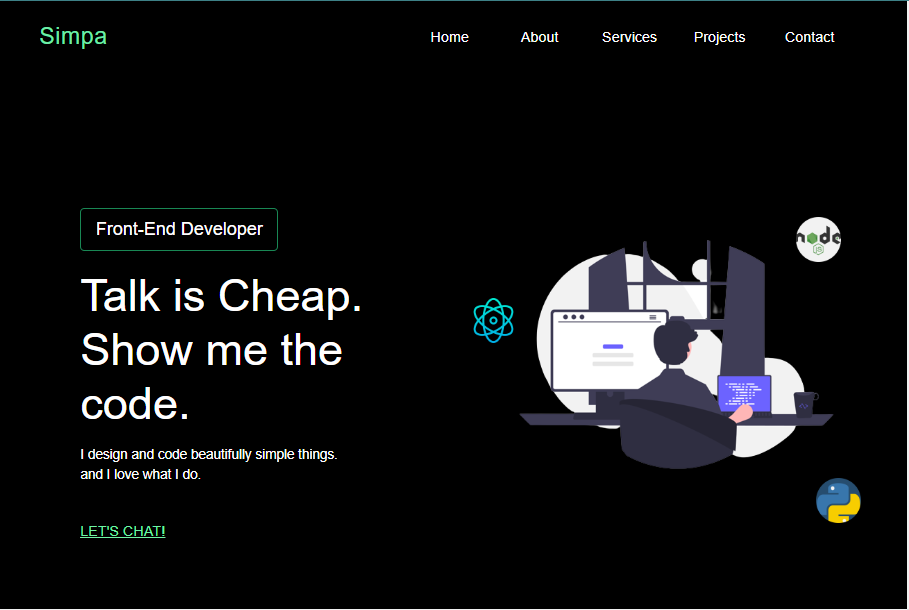 Simpa
Home
About
Services
Projects
Contact
Front-End Developer
Talk is Cheap.
Show me the
code.
I design and code beautifully simple things.
and I love what I do.
LET'S CHAT!
node
JS